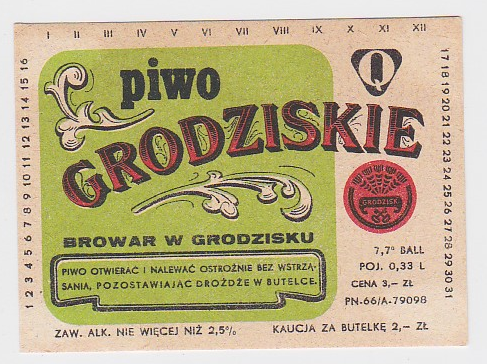 I II III IV V VI VII VIII IX X XI XII
1 2 3 4 5 6 7 8 9 10 11 12 13 14 15 16
17 18 19 20 21 22 23 24 25 26 27 28 29 30 31
piwo
Q
GRODZISKIE
GRODZISK
BROWAR W GRODZISKU
PIWO OTWIERAĆ I NALEWAĆ OSTROŻNIE BEZ WSTRZĄ-
SANIA, POZOSTAWIAJĄC DROŻDŻE W BUTELCE.
7,7° BALL
POJ. 0,33 L
CENA 3,- ZŁ
PN-66/A-79098
ZAW. ALK. NIE WIĘCEJ NIŻ 2,5%
KAUCJA ZA BUTELKĘ 2,- ZŁ